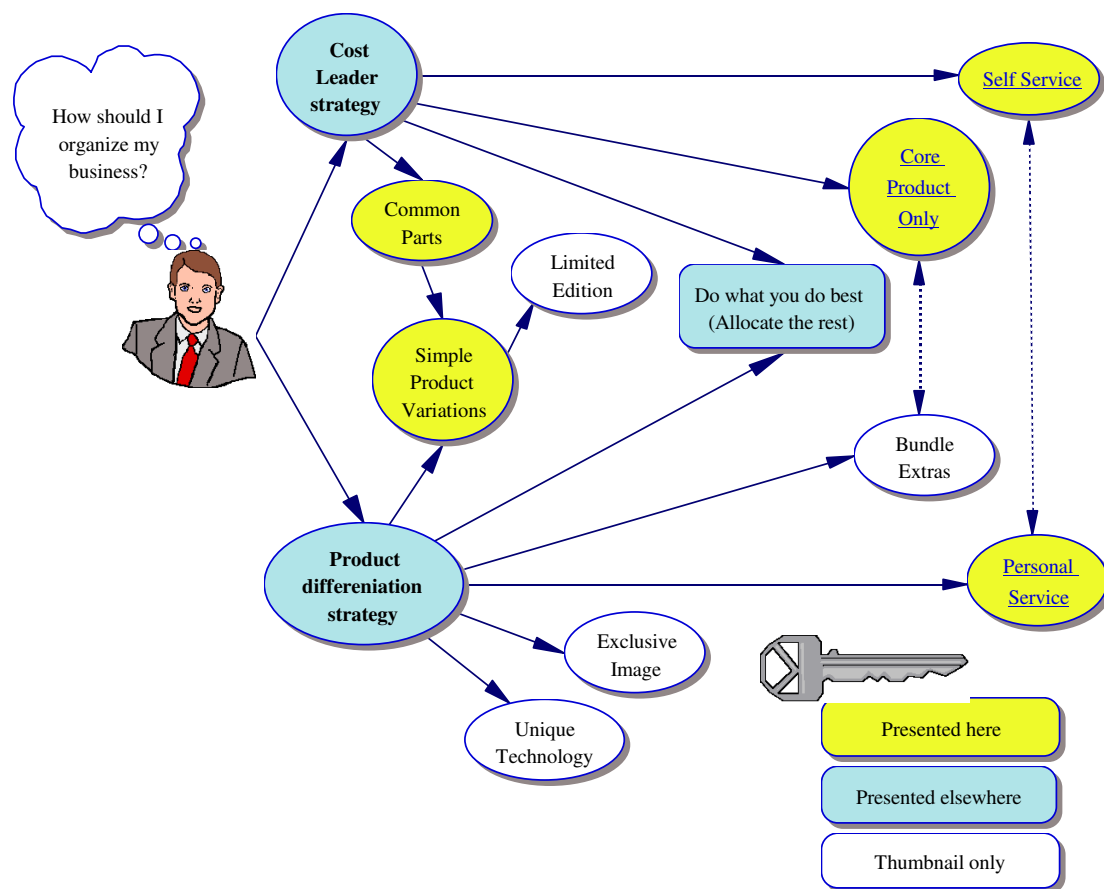 How should I
organize my
business?
Cost
Leader
strategy
Self Service
Core
Product
Only
Common
Parts
Limited
Edition
Do what you do best
(Allocate the rest)
Simple
Product
Variations
Bundle
Extras
Product
differeniation
strategy
Personal
Service
Exclusive
Image
Unique
Technology
Presented here
Presented elsewhere
Thumbnail only